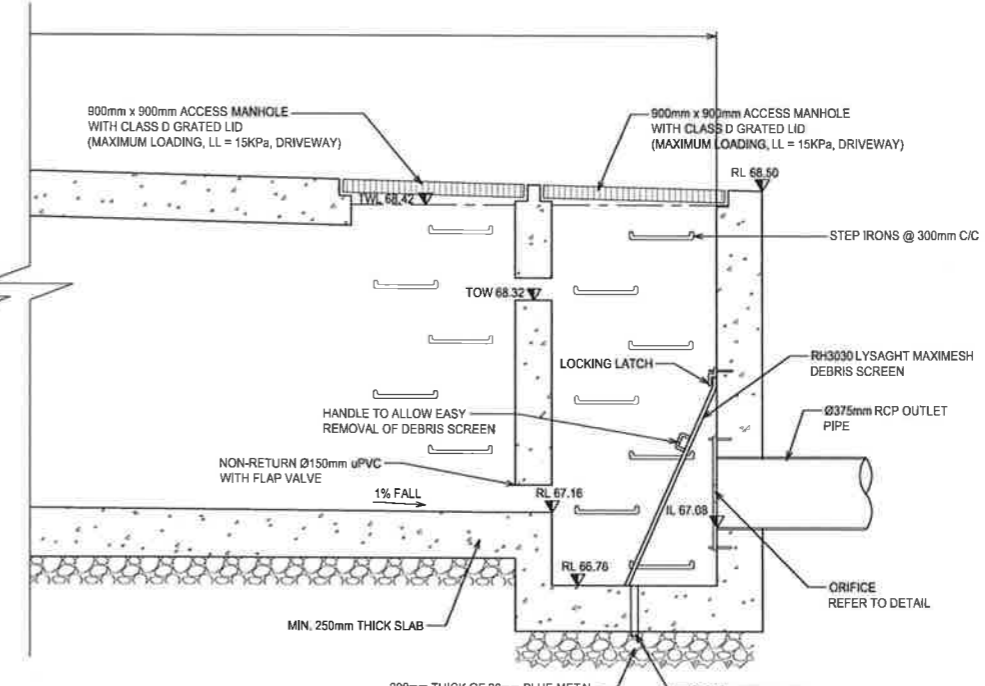 900mm x 900mm ACCESS MANHOLE
WITH CLASS D GRATED LID
(MAXIMUM LOADING, LL = 15KPa, DRIVEWAY)
900mm x 900mm ACCESS MANHOLE
WITH CLASS D GRATED LID
(MAXIMUM LOADING, LL = 15KPa, DRIVEWAY)
RL 68.50
TWL 68.42
STEP IRONS @ 300mm C/C
TOW 68.32
LOCKING LATCH
RH3030 LYSAGHT MAXIMESH
DEBRIS SCREEN
HANDLE TO ALLOW EASY
REMOVAL OF DEBRIS SCREEN
Ø375mm RCP OUTLET
PIPE
NON-RETURN Ø150mm uPVC
WITH FLAP VALVE
1% FALL
RL 67.16
IL 67.08
RL 66.76
ORIFICE
REFER TO DETAIL
MIN. 250mm THICK SLAB
THICK OF BLUE METAL